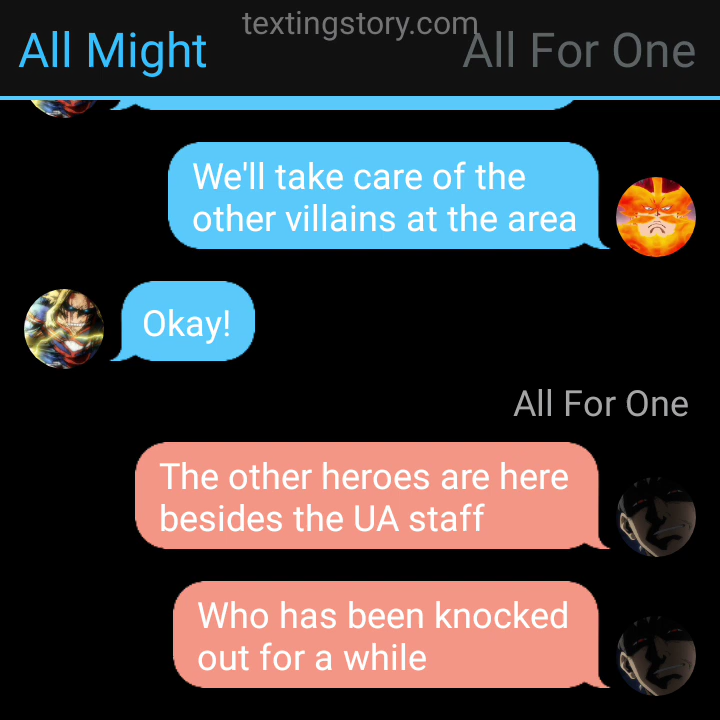 textingstory.com
All Might
All For One
We'll take care of the
other villains at the area
Okay!
All For One
The other heroes are here
besides the UA staff
Who has been knocked
out for a while